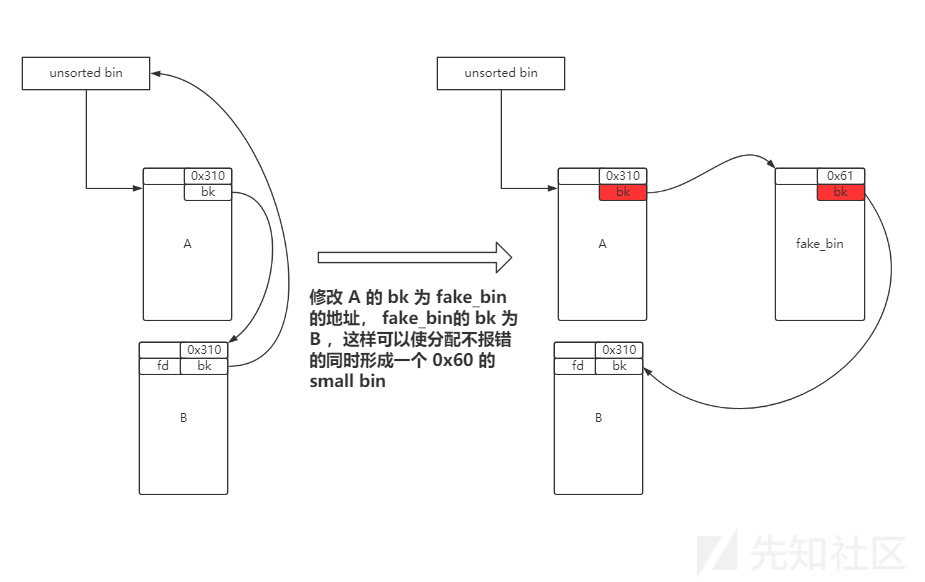 unsorted bin
0x310
bk
A
0x310
fd bk
B
修改 A 的 bk 为 fake_bin
的地址， fake_bin的 bk 为
B ，这样可以使分配不报错
的同时形成一个 0x60 的
small bin
unsorted bin
0x310
bk
A
0x61
bk
fake_bin
0x310
fd bk
B
先知社区